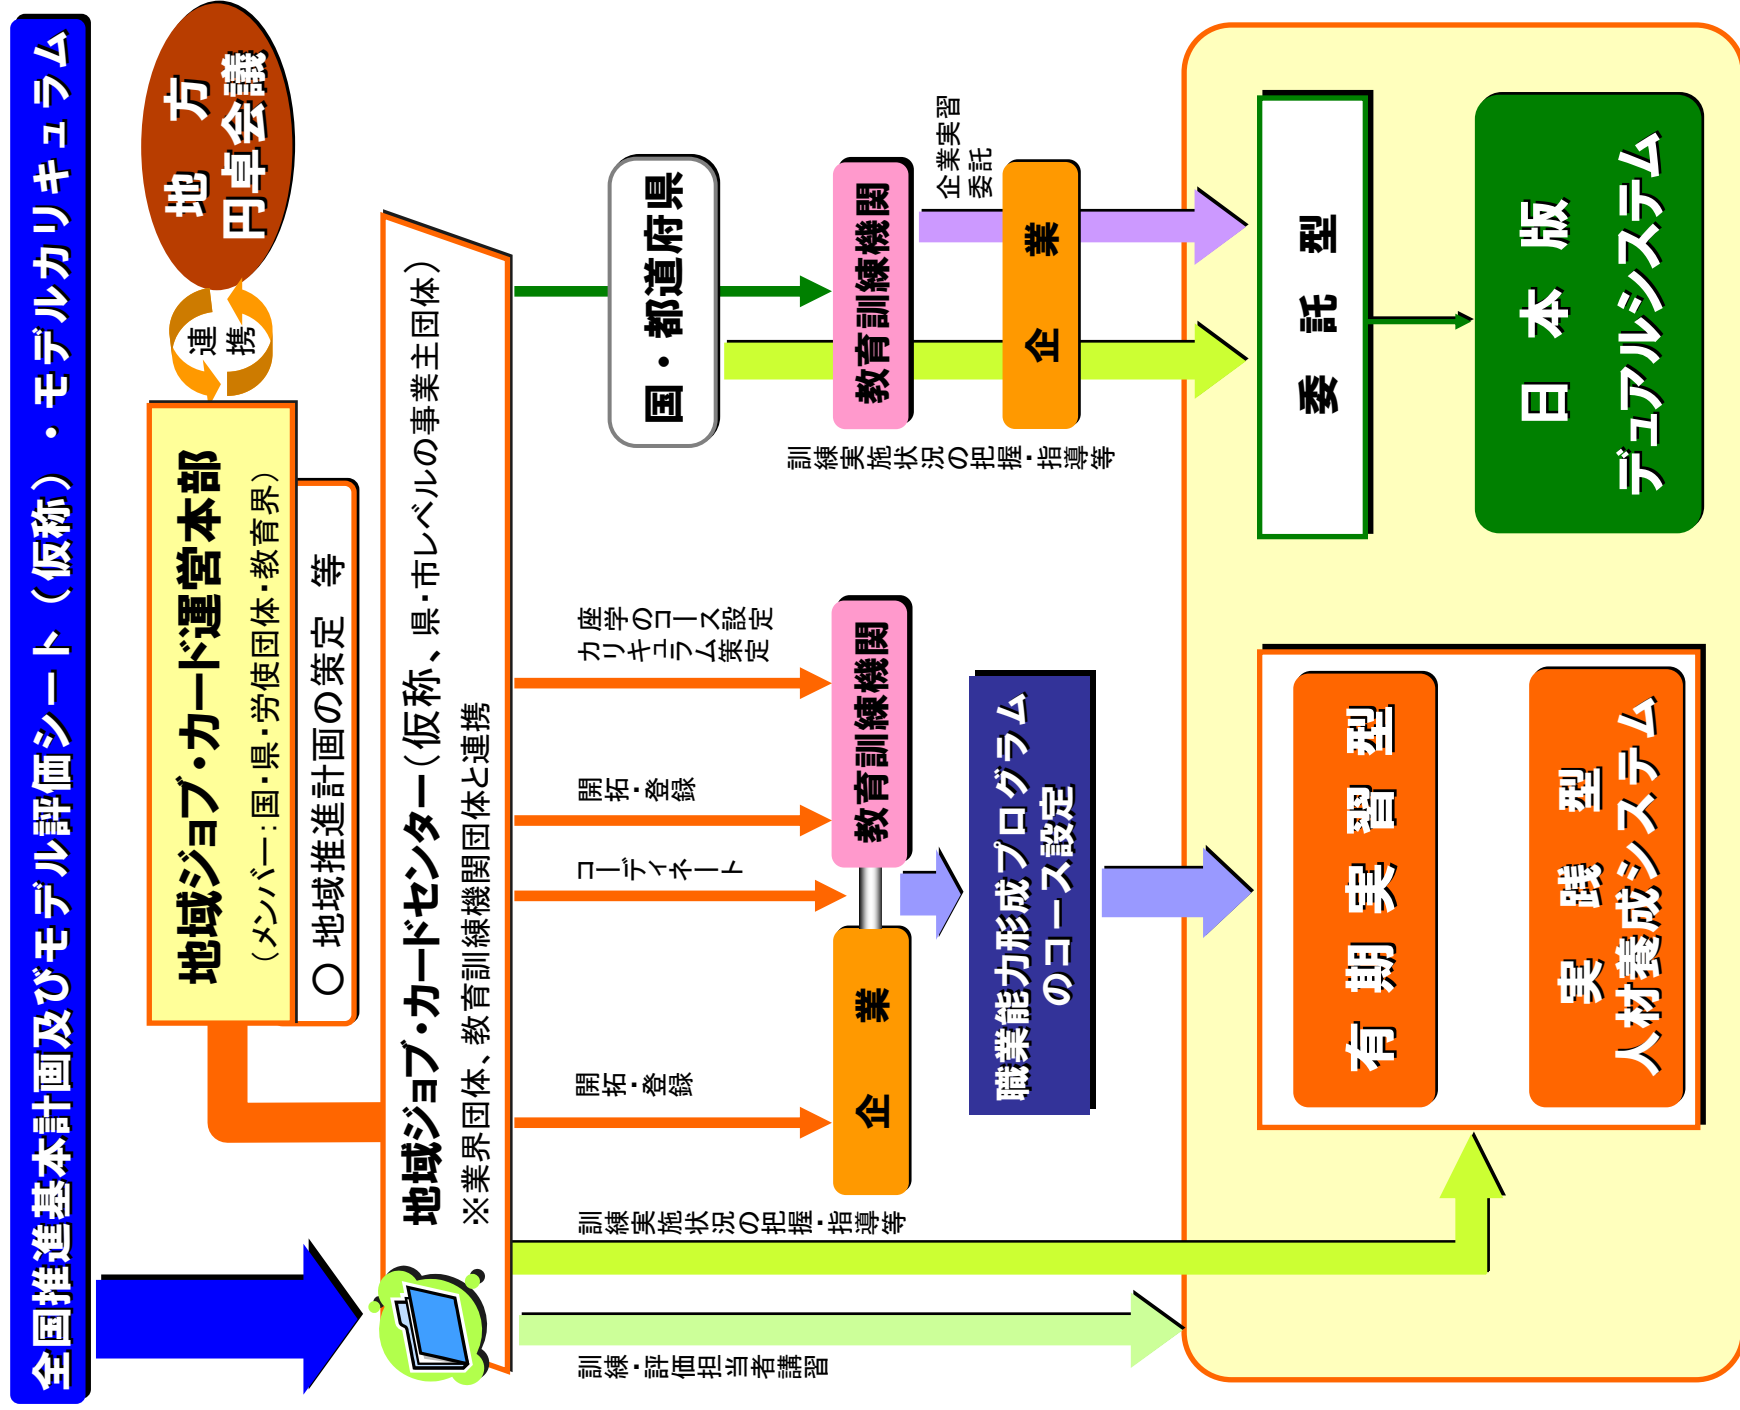 全国推進基本計画及びモデル評価シート（仮称）・モデルカリキュラム
地域ジョブ・カード運営本部
（メンバー：国・県・労使団体・教育界）
○ 地域推進計画の策定　等
連
携
地　方
円卓会議
地域ジョブ・カードセンター（仮称、県・市レベルの事業主団体）
※業界団体、教育訓練機関団体と連携
訓練・評価担当者講習
訓練実施状況の把握・指導等
開拓・登録
コーディネート
開拓・登録
座学のコース設定
カリキュラム策定
国・都道府県
企　業
教育訓練機関
訓練実施状況の把握・指導等
教育訓練機関
企業実習
委託
企　業
職業能力形成プログラム
のコース設定
有　期　実　習　型
実　践　型
人材養成システム
委　託　型
日　本　版
デュアルシステム